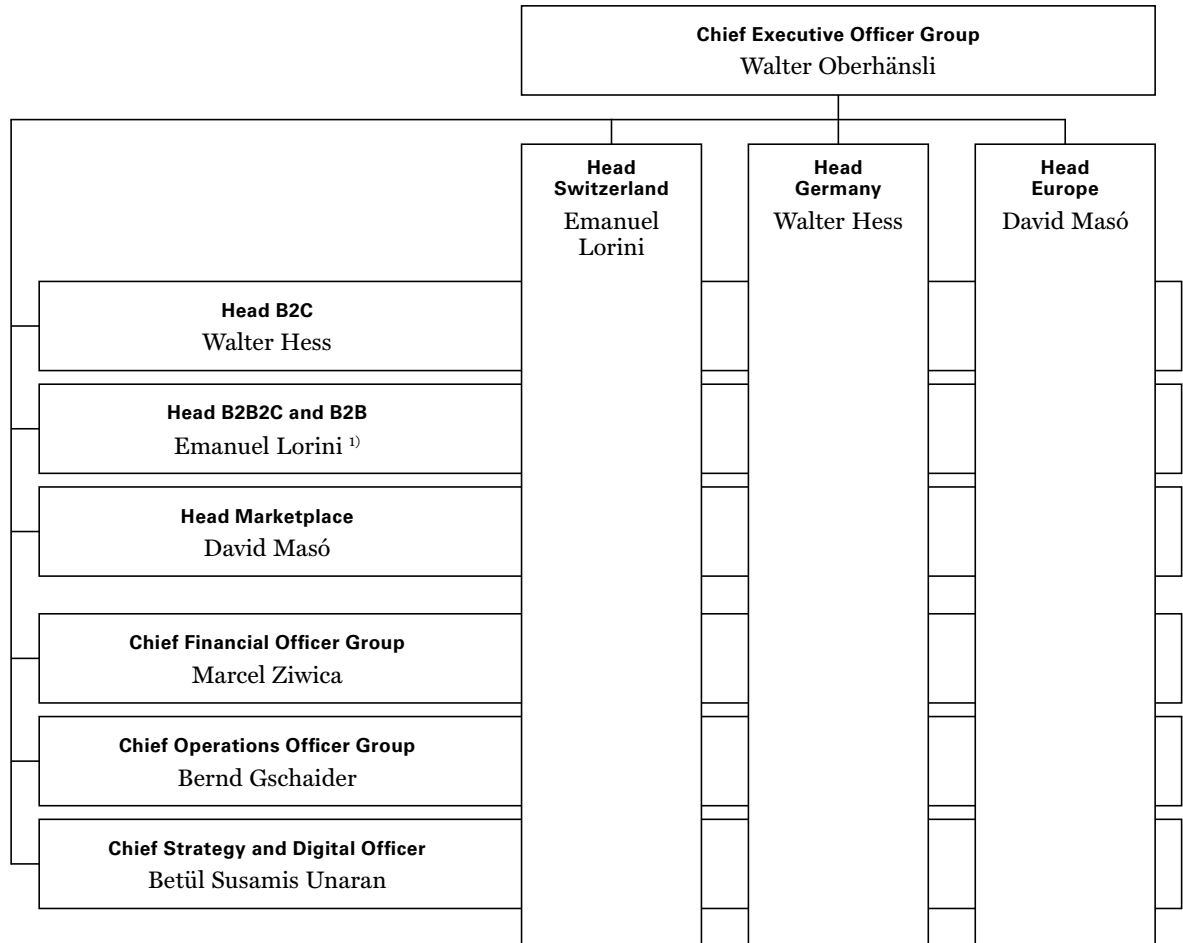 Chief Executive Officer Group
Walter Oberhänsli
Head
Switzerland
Emanuel
Lorini
Head
Germany
Walter Hess
Head
Europe
David Masó
Head B2C
Walter Hess
Head B2B2C and B2B
Emanuel Lorini 1)
Head Marketplace
David Masó
Chief Financial Officer Group
Marcel Ziwica
Chief Operations Officer Group
Bernd Gschaider
Chief Strategy and Digital Officer
Betül Susamis Unaran